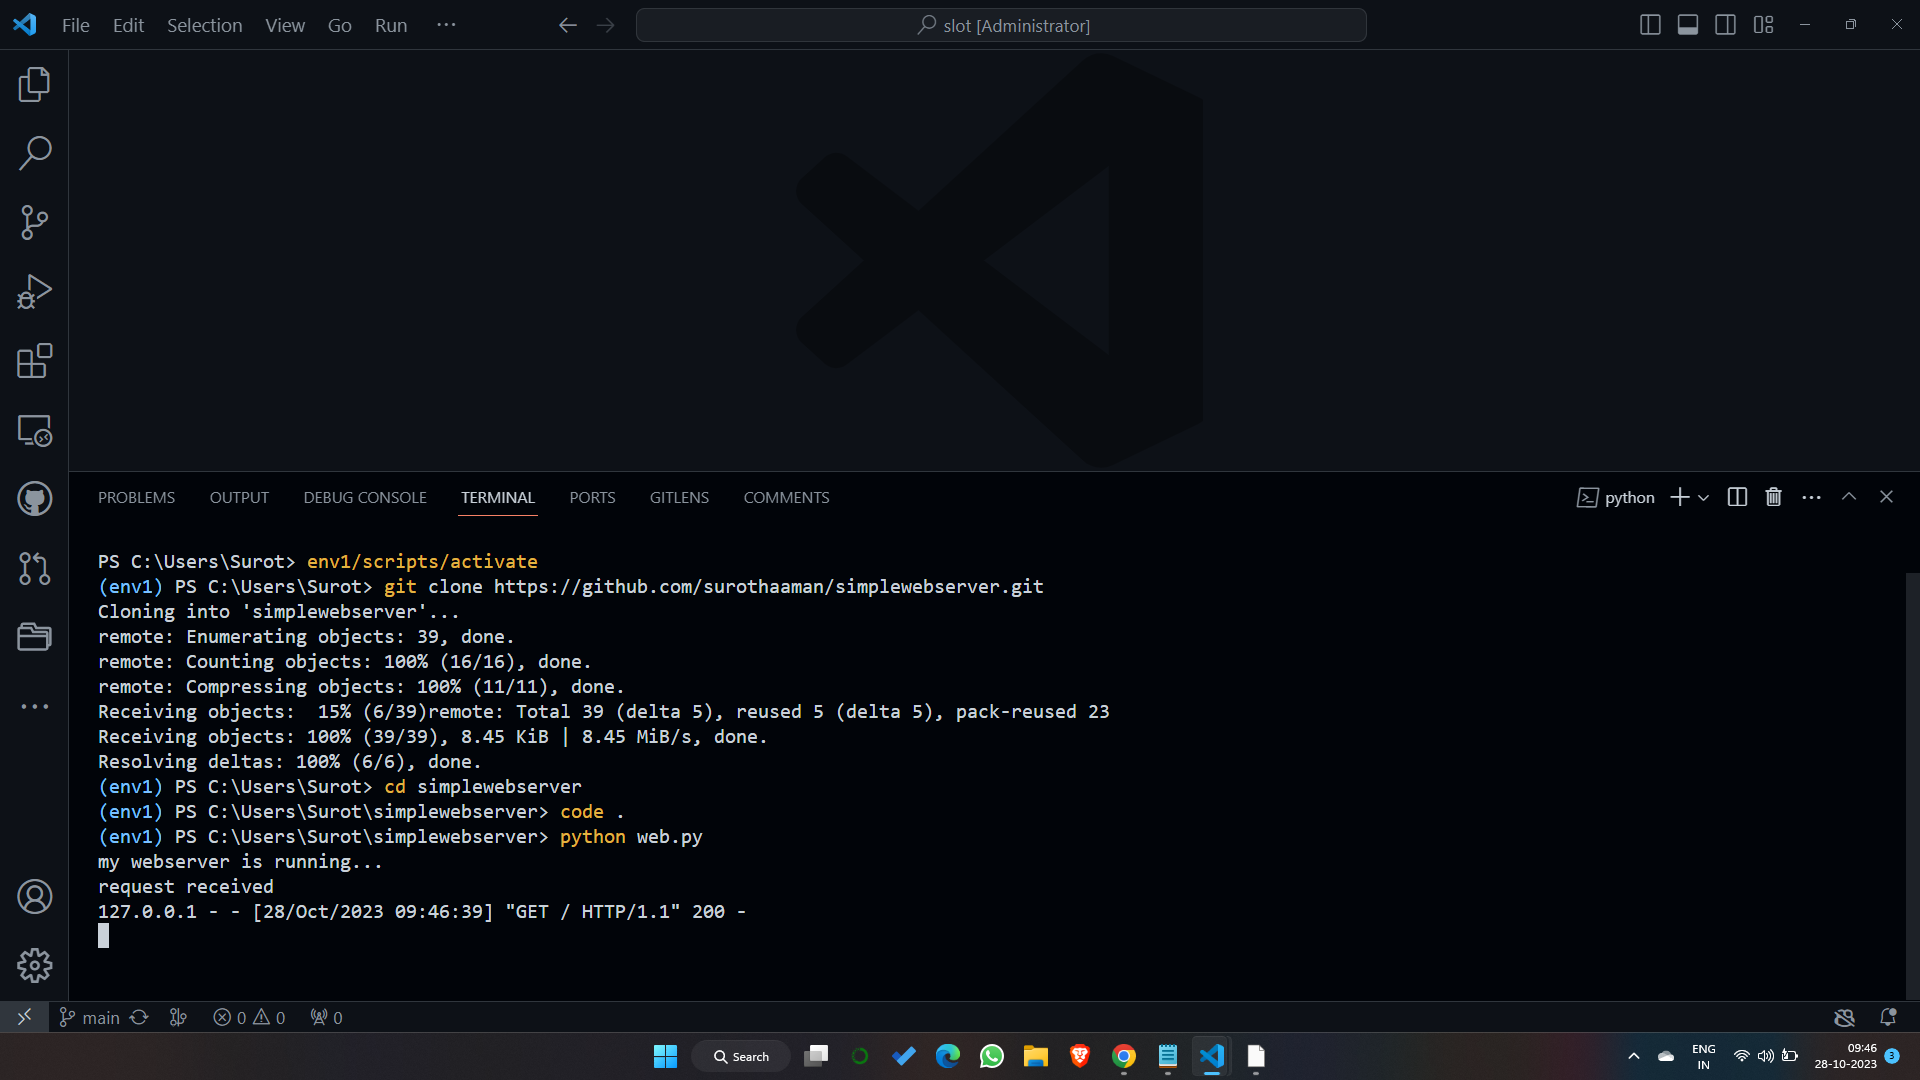 File Edit Selection View Go Run ···
slot [Administrator]
PROBLEMS OUTPUT DEBUG CONSOLE TERMINAL PORTS GITLENS COMMENTS
python
PS C:\Users\Surot> env1/scripts/activate
(env1) PS C:\Users\Surot> git clone https://github.com/surothaaman/simplewebserver.git
Cloning into 'simplewebserver'...
remote: Enumerating objects: 39, done.
remote: Counting objects: 100% (16/16), done.
remote: Compressing objects: 100% (11/11), done.
Receiving objects:  15% (6/39)remote: Total 39 (delta 5), reused 5 (delta 5), pack-reused 23
Receiving objects: 100% (39/39), 8.45 KiB | 8.45 MiB/s, done.
Resolving deltas: 100% (6/6), done.
(env1) PS C:\Users\Surot> cd simplewebserver
(env1) PS C:\Users\Surot\simplewebserver> code .
(env1) PS C:\Users\Surot\simplewebserver> python web.py
my webserver is running...
request received
127.0.0.1 - - [28/Oct/2023 09:46:39] "GET / HTTP/1.1" 200 -
main 0 0 0
Search
ENG
IN
09:46
28-10-2023
3